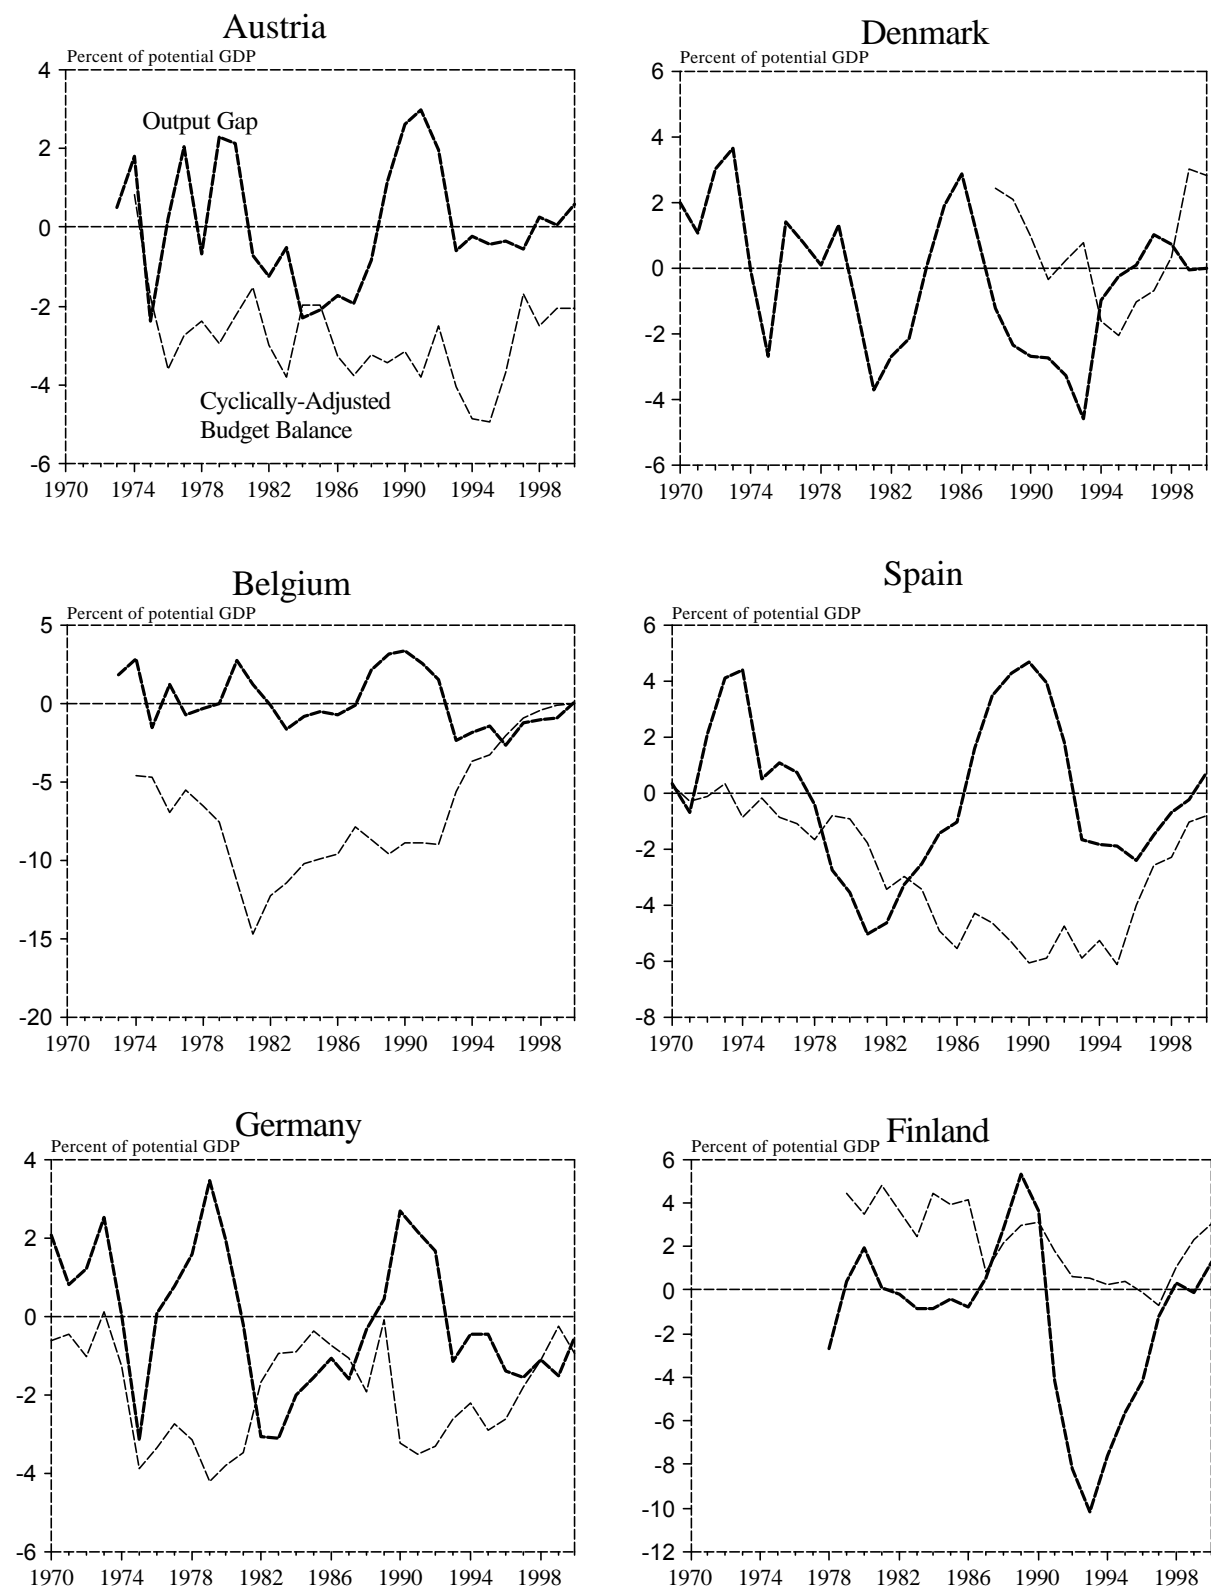 Austria
Percent of potential GDP
4
2
0
-2
-4
-6
Output Gap
Cyclically-Adjusted
Budget Balance
1970 1974 1978 1982 1986 1990 1994 1998
Denmark
Percent of potential GDP
6
4
2
0
-2
-4
-6
1970 1974 1978 1982 1986 1990 1994 1998
Belgium
Percent of potential GDP
5
0
-5
-10
-15
-20
1970 1974 1978 1982 1986 1990 1994 1998
Spain
Percent of potential GDP
6
4
2
0
-2
-4
-6
-8
1970 1974 1978 1982 1986 1990 1994 1998
Germany
Percent of potential GDP
4
2
0
-2
-4
-6
1970 1974 1978 1982 1986 1990 1994 1998
Finland
Percent of potential GDP
6
4
2
0
-2
-4
-6
-8
-10
-12
1970 1974 1978 1982 1986 1990 1994 1998